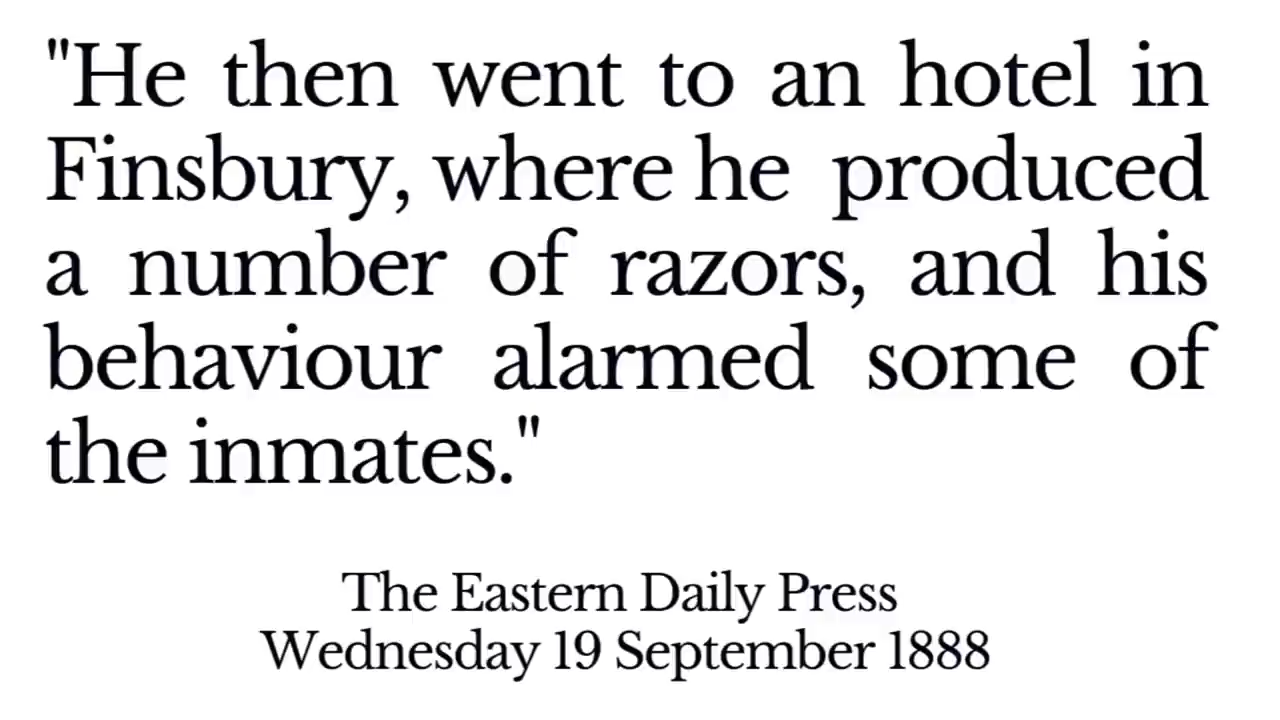 "He then went to an hotel in
Finsbury, where he produced
a number of razors, and his
behaviour alarmed some of
the inmates."
The Eastern Daily Press
Wednesday 19 September 1888